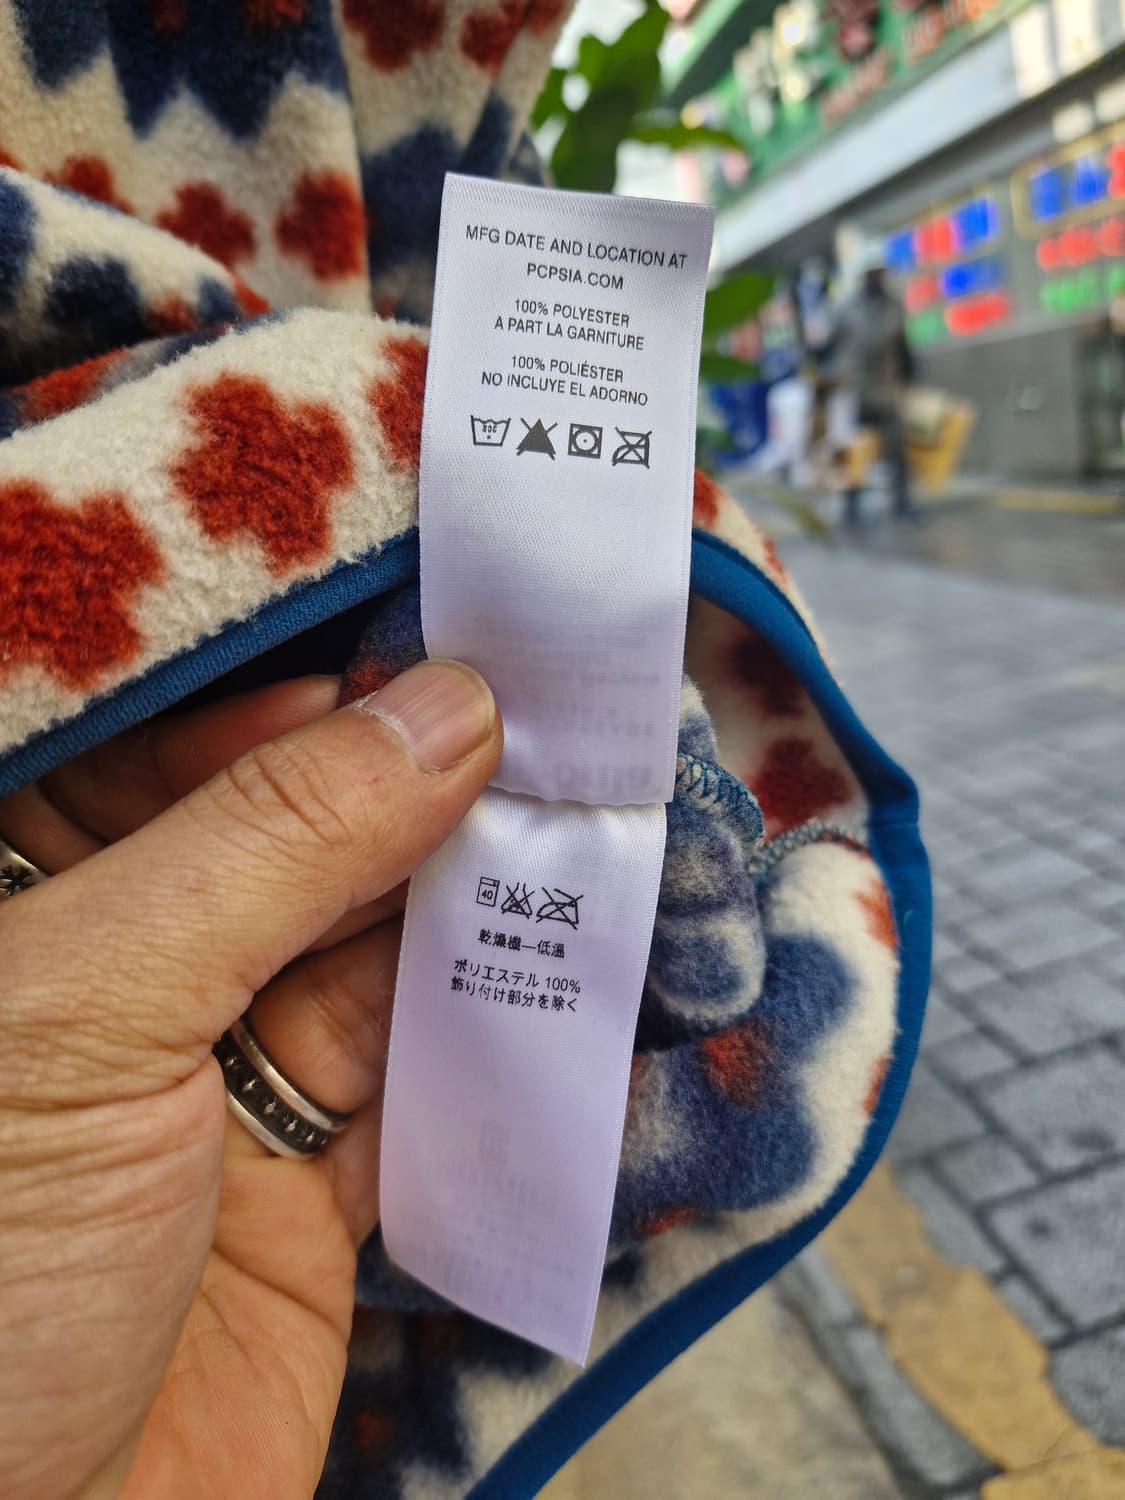 MFG DATE AND LOCATION AT
PCPSIA.COM
100% POLYESTER
A PART LA GARNITURE
100% POLIÉSTER
NO INCLUYE EL ADORNO
30C
40
乾燥機—低温
ポリエステル 100%
飾り付け部分を除く